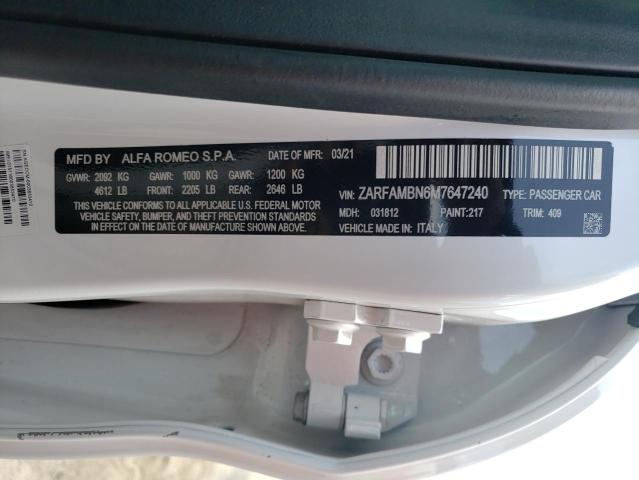 MFD BY ALFA ROMEO S.P.A. DATE OF MFR: 03/21
GVWR: 2092 KG GAWR: 1000 KG GAWR: 1200 KG
4612 LB FRONT: 2205 LB REAR: 2646 LB
THIS VEHICLE CONFORMS TO ALL APPLICABLE U.S. FEDERAL MOTOR
VEHICLE SAFETY, BUMPER, AND THEFT PREVENTION STANDARDS
IN EFFECT ON THE DATE OF MANUFACTURE SHOWN ABOVE.
VIN: ZARFAMBN6M7647240 TYPE: PASSENGER CAR
MDH: 031812 PAINT:217 TRIM: 409
VEHICLE MADE IN: ITALY